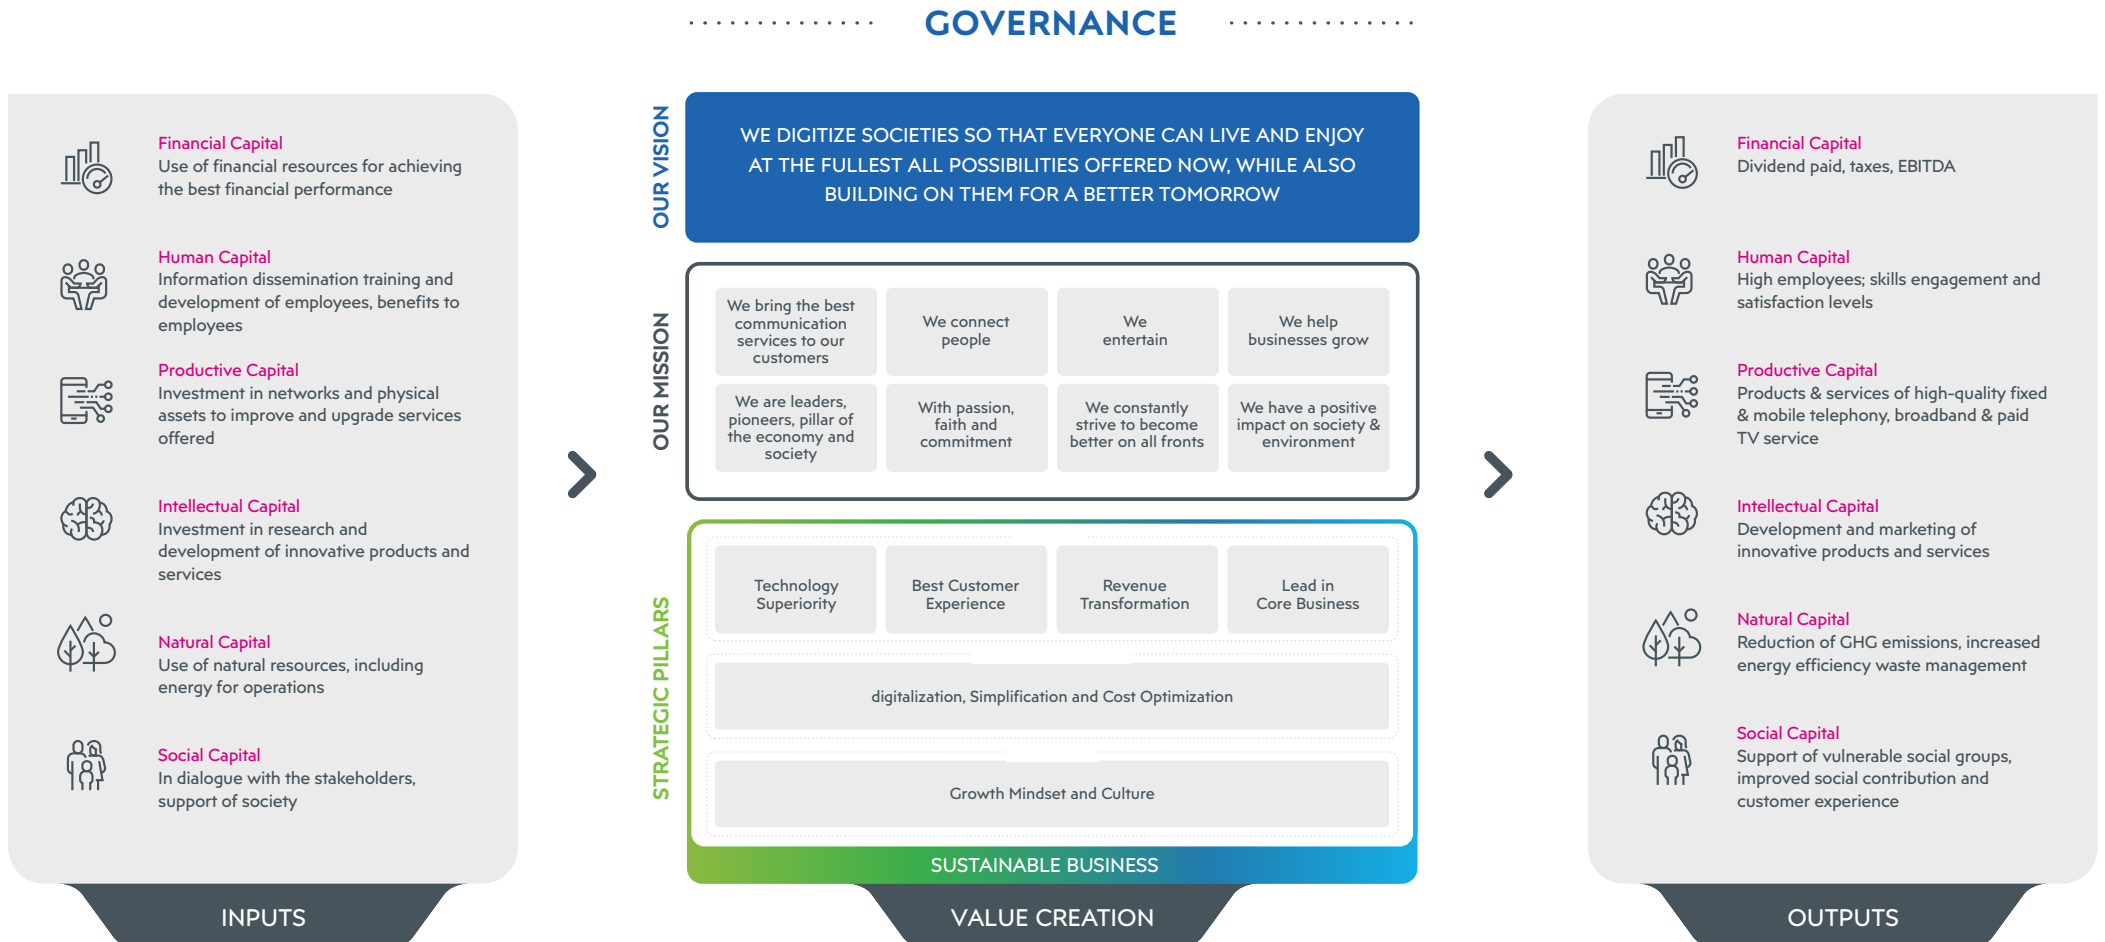 GOVERNANCE
Financial Capital
Use of financial resources for achieving
the best financial performance
Human Capital
Information dissemination training and
development of employees, benefits to
employees
Productive Capital
Investment in networks and physical
assets to improve and upgrade services
offered
Intellectual Capital
Investment in research and
development of innovative products and
services
Natural Capital
Use of natural resources, including
energy for operations
Social Capital
In dialogue with the stakeholders,
support of society
INPUTS
OUR VISION
WE DIGITIZE SOCIETIES SO THAT EVERYONE CAN LIVE AND ENJOY
AT THE FULLEST ALL POSSIBILITIES OFFERED NOW, WHILE ALSO
BUILDING ON THEM FOR A BETTER TOMORROW
OUR MISSION
We bring the best
communication
services to our
customers
We connect
people
We
entertain
We help
businesses grow
We are leaders,
pioneers, pillar of
the economy and
society
With passion,
faith and
commitment
We constantly
strive to become
better on all fronts
We have a positive
impact on society &
environment
STRATEGIC PILLARS
Technology
Superiority
Best Customer
Experience
Revenue
Transformation
Lead in
Core Business
digitalization, Simplification and Cost Optimization
Growth Mindset and Culture
SUSTAINABLE BUSINESS
VALUE CREATION
Financial Capital
Dividend paid, taxes, EBITDA
Human Capital
High employees; skills engagement and
satisfaction levels
Productive Capital
Products & services of high-quality fixed
& mobile telephony, broadband & paid
TV service
Intellectual Capital
Development and marketing of
innovative products and services
Natural Capital
Reduction of GHG emissions, increased
energy efficiency waste management
Social Capital
Support of vulnerable social groups,
improved social contribution and
customer experience
OUTPUTS